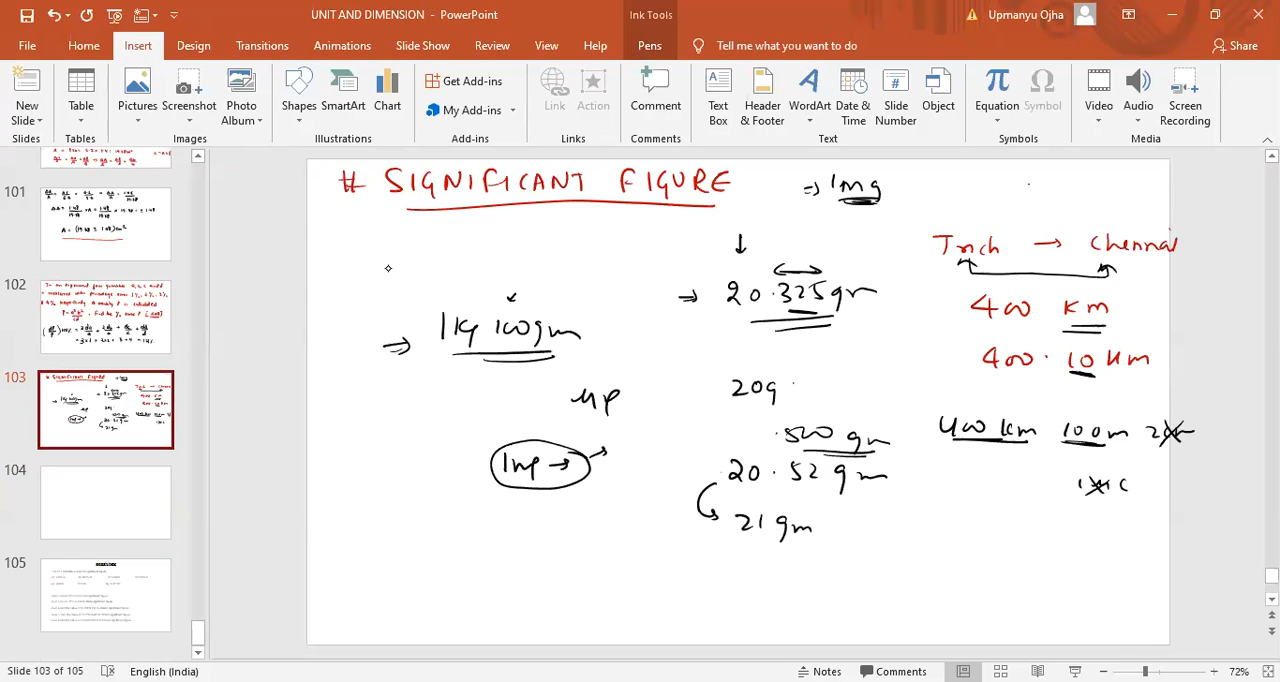 UNIT AND DIMENSION - PowerPoint
Ink Tools
Upmanyu Ojha
File Home Insert Design Transitions Animations Slide Show Review View Help Pens Tell me what you want to do Share
New Slide
Table
Pictures
Screenshot
Photo Album
Shapes
SmartArt
Chart
Get Add-ins
My Add-ins
Link
Action
Comment
Text Box
Header & Footer
WordArt
Date & Time
Slide Number
Object
Equation
Symbol
Video
Audio
Screen Recording
Slides Tables Images Illustrations Add-ins Links Comments Text Symbols Media
101
102
103
104
105
# SIGNIFICANT FIGURE
⇒ 1mg
Trich → Chennai
⇒ 20.325gm
400 km
⇒ 1kg 100gm
400.10 km
20g
.500 gm
400 km 100m
20.52 gm
21 gm
Slide 103 of 105
English (India)
Notes
Comments
72%